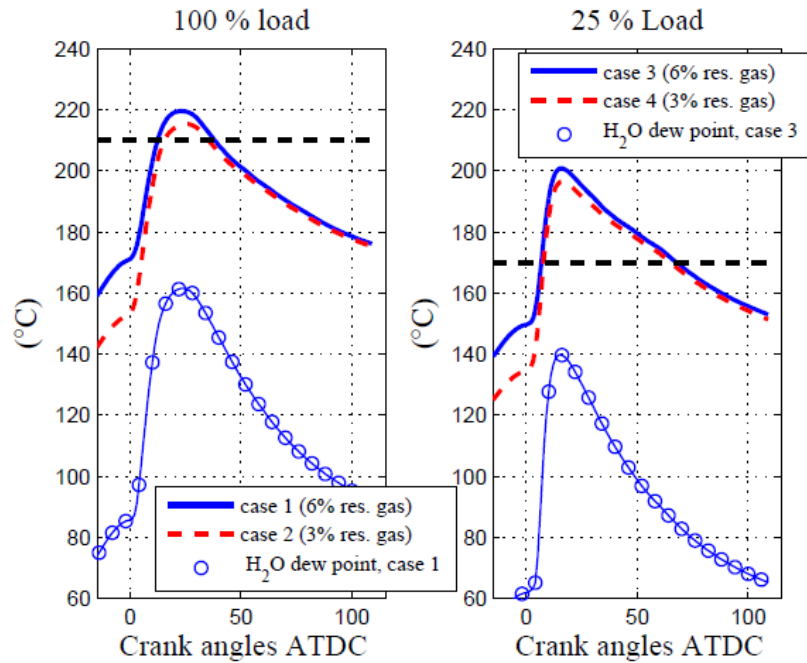 100 % load
(°C)
240
220
200
180
160
140
120
100
80
60
0
50
100
Crank angles ATDC
case 1 (6% res. gas)
case 2 (3% res. gas)
H₂O dew point, case 1
25 % Load
(°C)
240
220
200
180
160
140
120
100
80
60
0
50
100
Crank angles ATDC
case 3 (6% res. gas)
case 4 (3% res. gas)
H₂O dew point, case 3